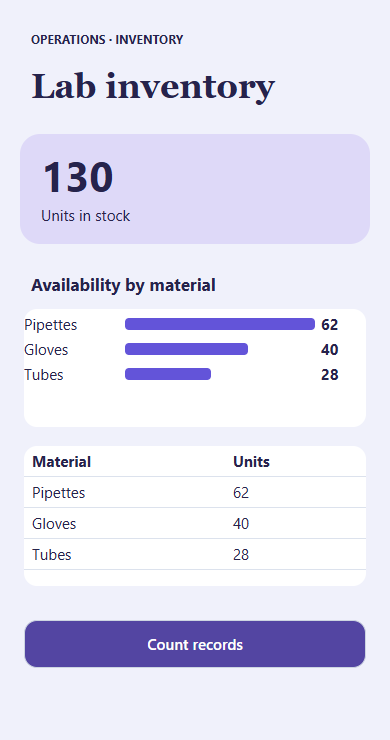 OPERATIONS · INVENTORY
Lab inventory
130
Units in stock
Availability by material
Pipettes 62
Gloves 40
Tubes 28
Material Units
Pipettes 62
Gloves 40
Tubes 28
Count records